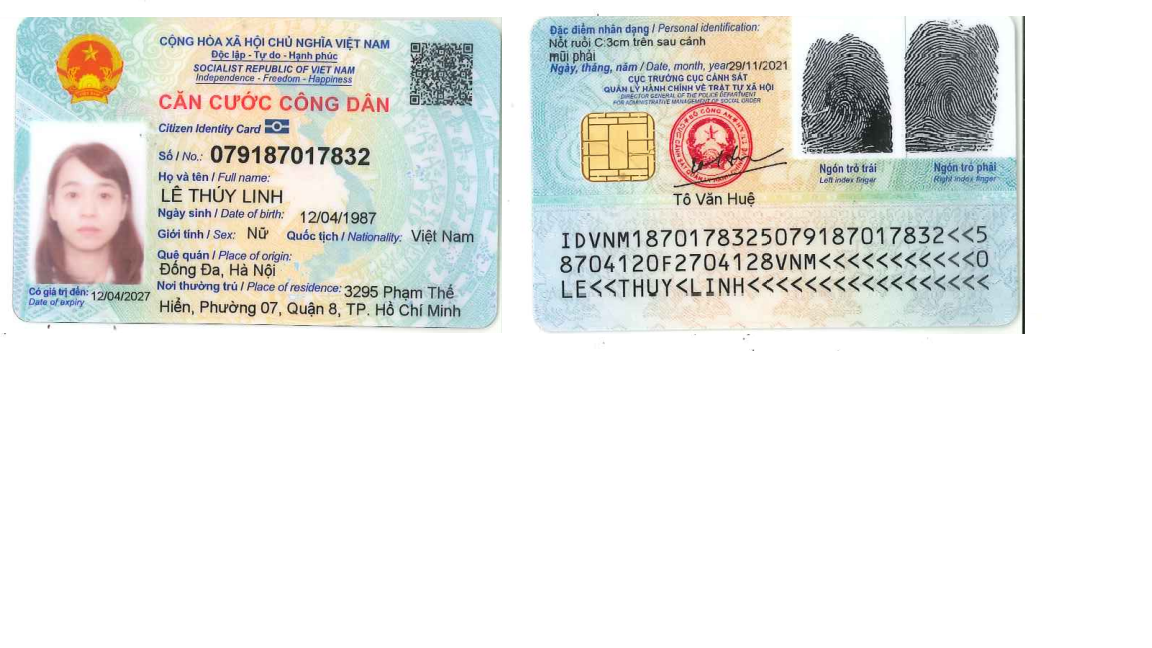 CỘNG HÒA XÃ HỘI CHỦ NGHĨA VIỆT NAM
Độc lập - Tự do - Hạnh phúc
SOCIALIST REPUBLIC OF VIET NAM
Independence - Freedom - Happiness
CĂN CƯỚC CÔNG DÂN
Citizen Identity Card
Số / No.: 079187017832
Họ và tên / Full name:
LÊ THÚY LINH
Ngày sinh / Date of birth: 12/04/1987
Giới tính / Sex: Nữ Quốc tịch / Nationality: Việt Nam
Quê quán / Place of origin:
Đống Đa, Hà Nội
Nơi thường trú / Place of residence: 3295 Phạm Thế
Hiển, Phường 07, Quận 8, TP. Hồ Chí Minh
Có giá trị đến: 12/04/2027
Date of expiry
Đặc điểm nhân dạng / Personal identification:
Nốt ruồi C:3cm trên sau cánh
mũi phải
Ngày, tháng, năm / Date, month, year29/11/2021
CỤC TRƯỞNG CỤC CẢNH SÁT
QUẢN LÝ HÀNH CHÍNH VỀ TRẬT TỰ XÃ HỘI
DIRECTOR GENERAL OF THE POLICE DEPARTMENT
FOR ADMINISTRATIVE MANAGEMENT OF SOCIAL ORDER
Tô Văn Huệ
Ngón trỏ trái
Left index finger
Ngón trỏ phải
Right index finger
IDVNM1870178325079187017832<<5
8704120F2704128VNM<<<<<<<<<<<0
LE<<THUY<LINH<<<<<<<<<<<<<<<<<